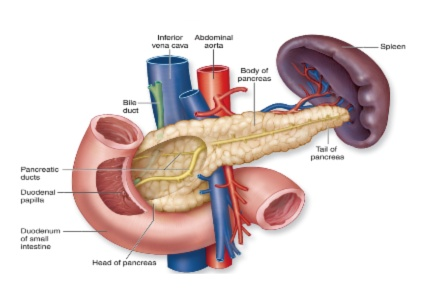 Inferior
vena cava
Abdominal
aorta
Spleen
Body of
pancreas
Bile
duct
Tail of
pancreas
Pancreatic
ducts
Duodenal
papilla
Duodenum
of small
intestine
Head of pancreas